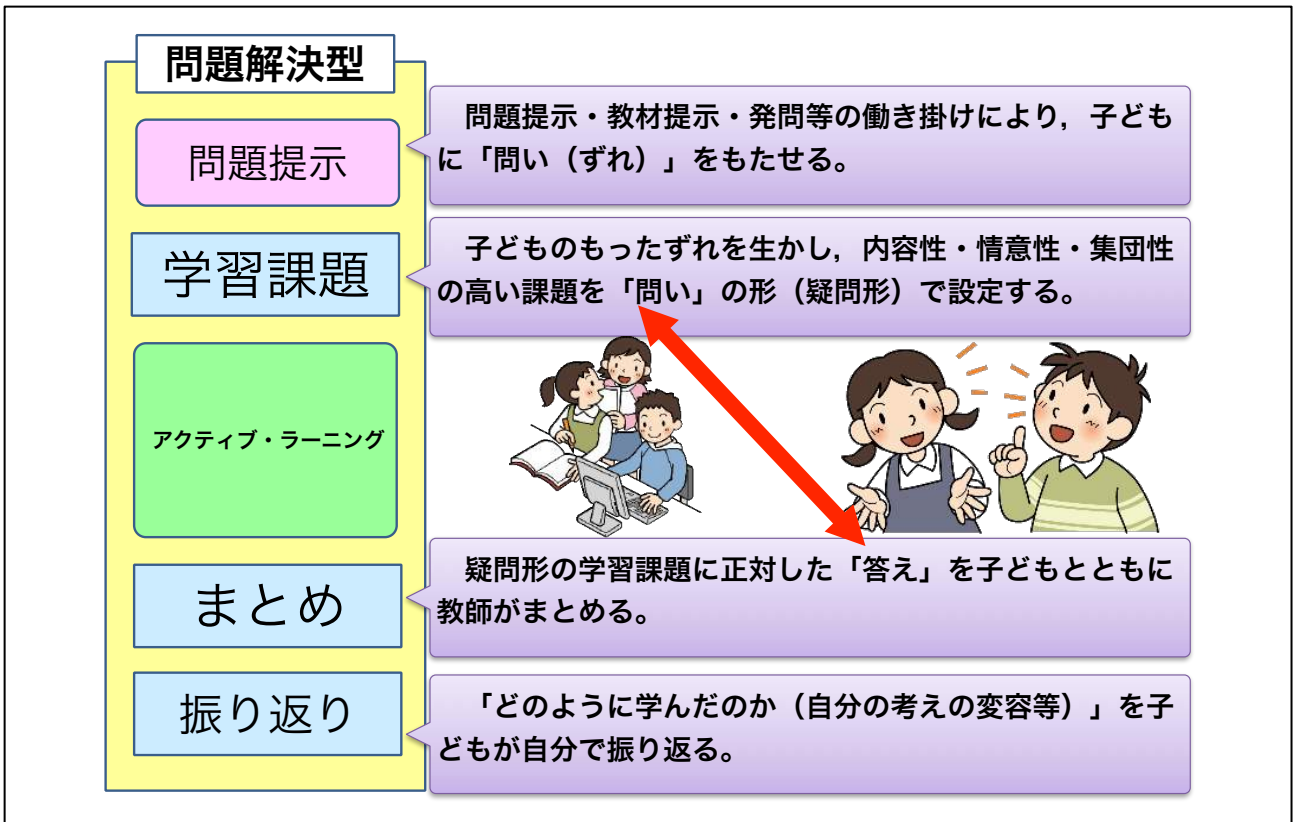 問題解決型
問題提示
問題提示・教材提示・発問等の働き掛けにより，子ども
に「問い（ずれ）」をもたせる。
学習課題
子どものもったずれを生かし，内容性・情意性・集団性
の高い課題を「問い」の形（疑問形）で設定する。
アクティブ・ラーニング
まとめ
疑問形の学習課題に正対した「答え」を子どもとともに
教師がまとめる。
振り返り
「どのように学んだのか（自分の考えの変容等）」を子
どもが自分で振り返る。